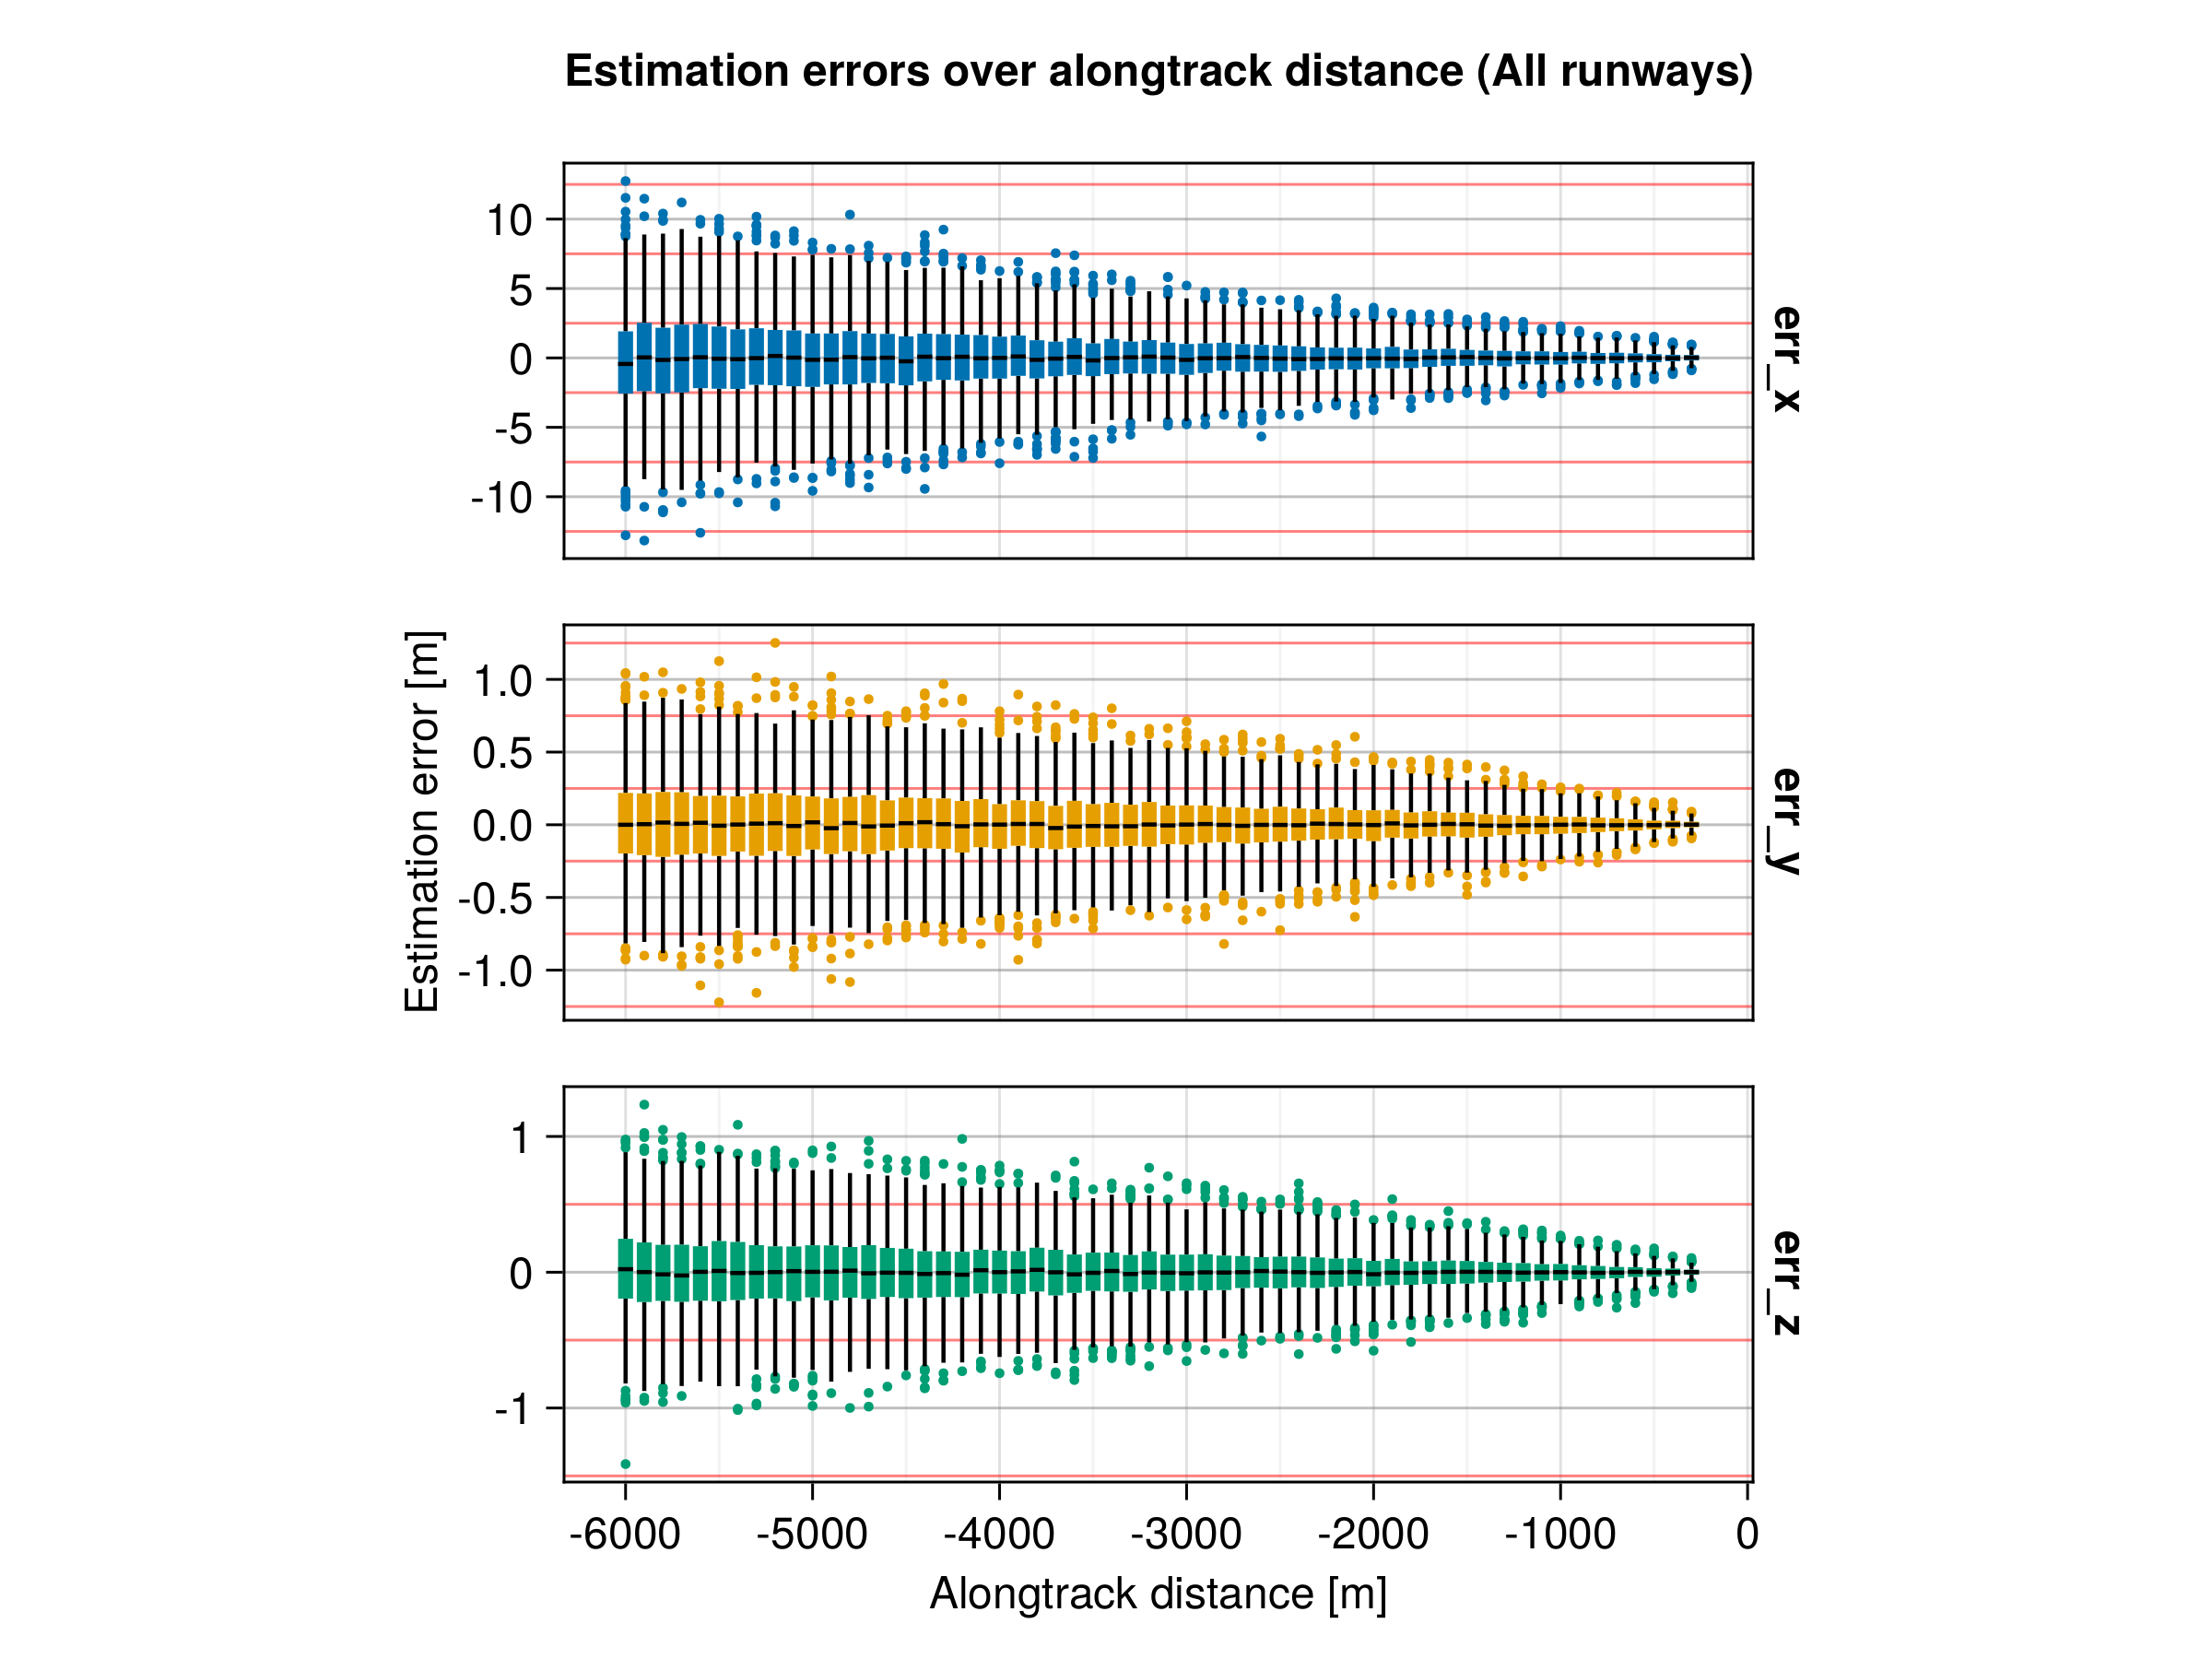 Estimation errors over alongtrack distance (All runways)
10
5
0
-5
-10
err_x
Estimation error [m]
1.0
0.5
0.0
-0.5
-1.0
err_y
1
0
-1
err_z
-6000 -5000 -4000 -3000 -2000 -1000 0
Alongtrack distance [m]